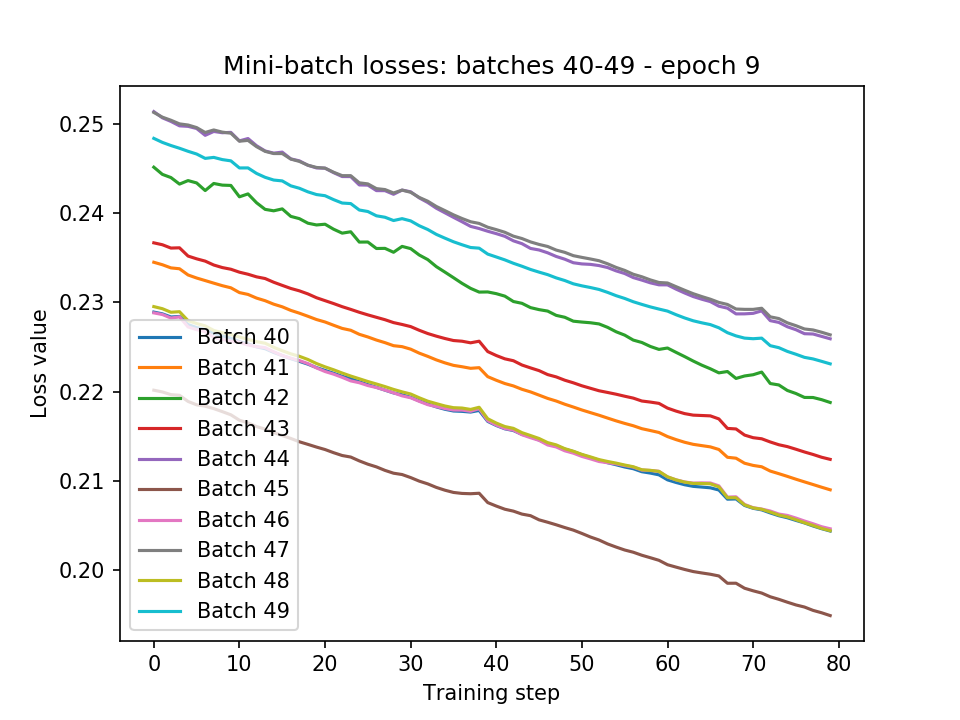 Mini-batch losses: batches 40-49 - epoch 9
Loss value
0.25
0.24
0.23
0.22
0.21
0.20
Batch 40
Batch 41
Batch 42
Batch 43
Batch 44
Batch 45
Batch 46
Batch 47
Batch 48
Batch 49
0 10 20 30 40 50 60 70 80
Training step